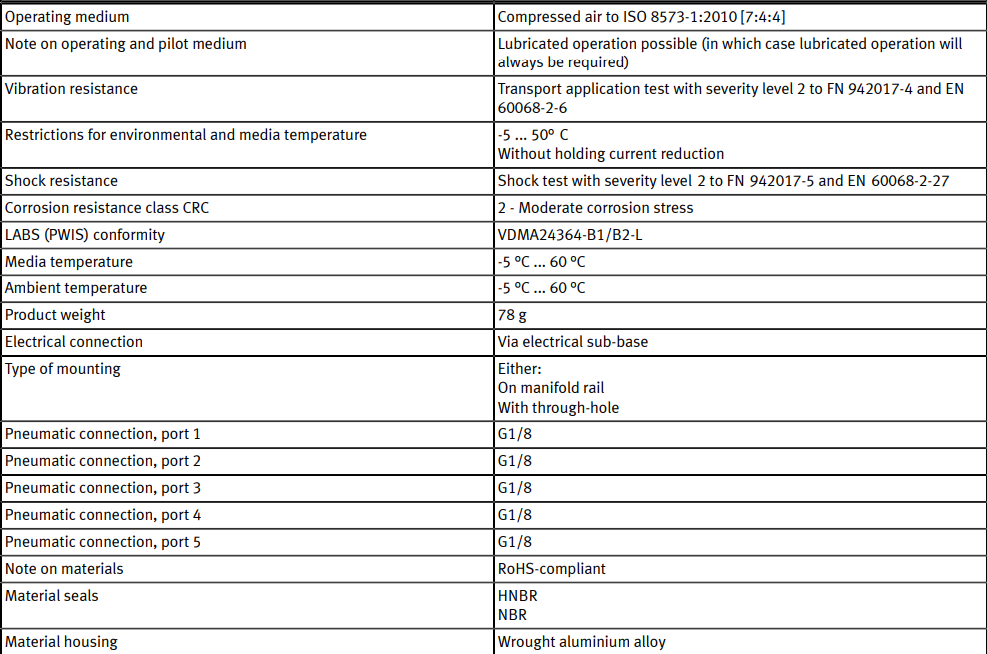 Operating medium Compressed air to ISO 8573-1:2010 [7:4:4]
Note on operating and pilot medium Lubricated operation possible (in which case lubricated operation will
always be required)
Vibration resistance Transport application test with severity level 2 to FN 942017-4 and EN
60068-2-6
Restrictions for environmental and media temperature -5 ... 50° C
Without holding current reduction
Shock resistance Shock test with severity level 2 to FN 942017-5 and EN 60068-2-27
Corrosion resistance class CRC 2 - Moderate corrosion stress
LABS (PWIS) conformity VDMA24364-B1/B2-L
Media temperature -5 °C ... 60 °C
Ambient temperature -5 °C ... 60 °C
Product weight 78 g
Electrical connection Via electrical sub-base
Type of mounting Either:
On manifold rail
With through-hole
Pneumatic connection, port 1 G1/8
Pneumatic connection, port 2 G1/8
Pneumatic connection, port 3 G1/8
Pneumatic connection, port 4 G1/8
Pneumatic connection, port 5 G1/8
Note on materials RoHS-compliant
Material seals HNBR
NBR
Material housing Wrought aluminium alloy